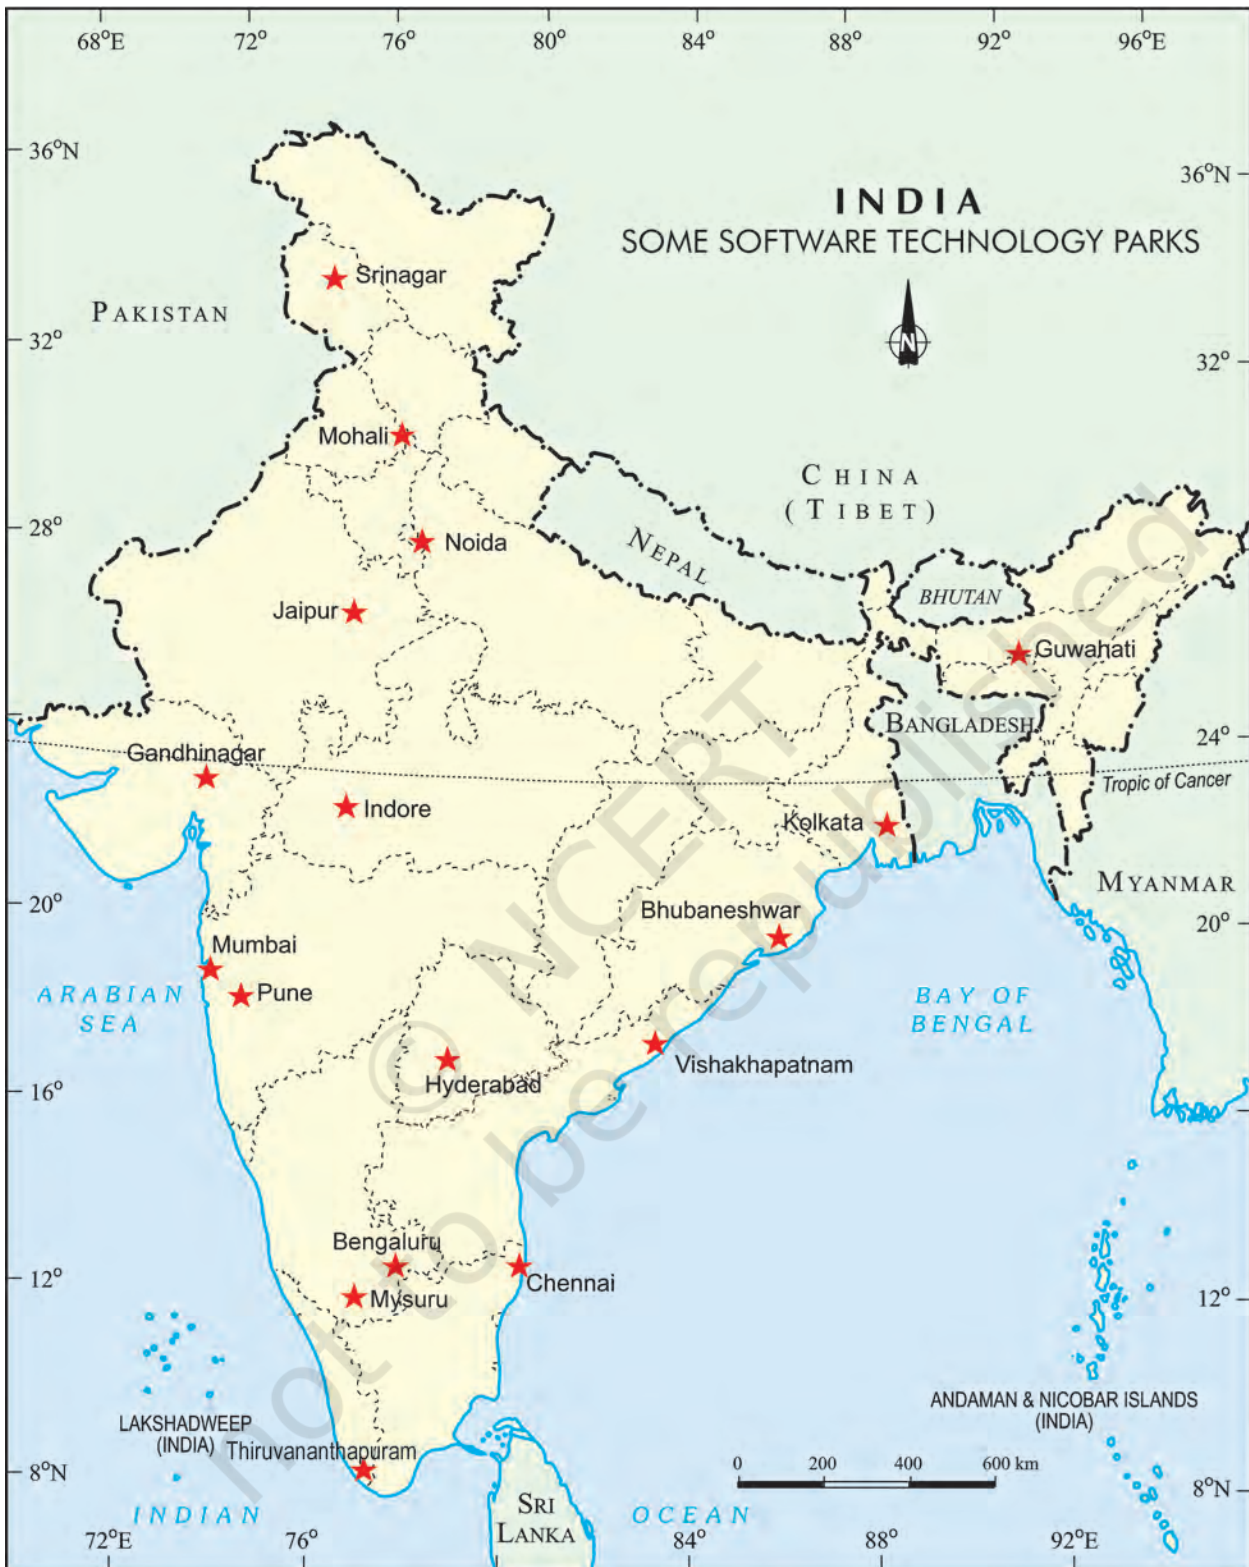 68°E 72° 76° 80° 84° 88° 92° 96°E
36°N
36°N
INDIA
SOME SOFTWARE TECHNOLOGY PARKS
Srinagar
PAKISTAN
N
32°
32°
Mohali
CHINA
(TIBET)
28°
28°
Noida
NEPAL
BHUTAN
Jaipur
Guwahati
BANGLADESH
24°
Gandhinagar
Tropic of Cancer
Indore
Kolkata
MYANMAR
20°
20°
Bhubaneshwar
Mumbai
Pune
ARABIAN
SEA
BAY OF
BENGAL
Vishakhapatnam
Hyderabad
16°
© NCERT
not to be republished
Bengaluru
Chennai
12°
12°
Mysuru
LAKSHADWEEP
(INDIA)
ANDAMAN & NICOBAR ISLANDS
(INDIA)
Thiruvananthapuram
0 200 400 600 km
8°N
8°N
INDIAN
OCEAN
SRI
LANKA
72°E 76° 84° 88° 92°E